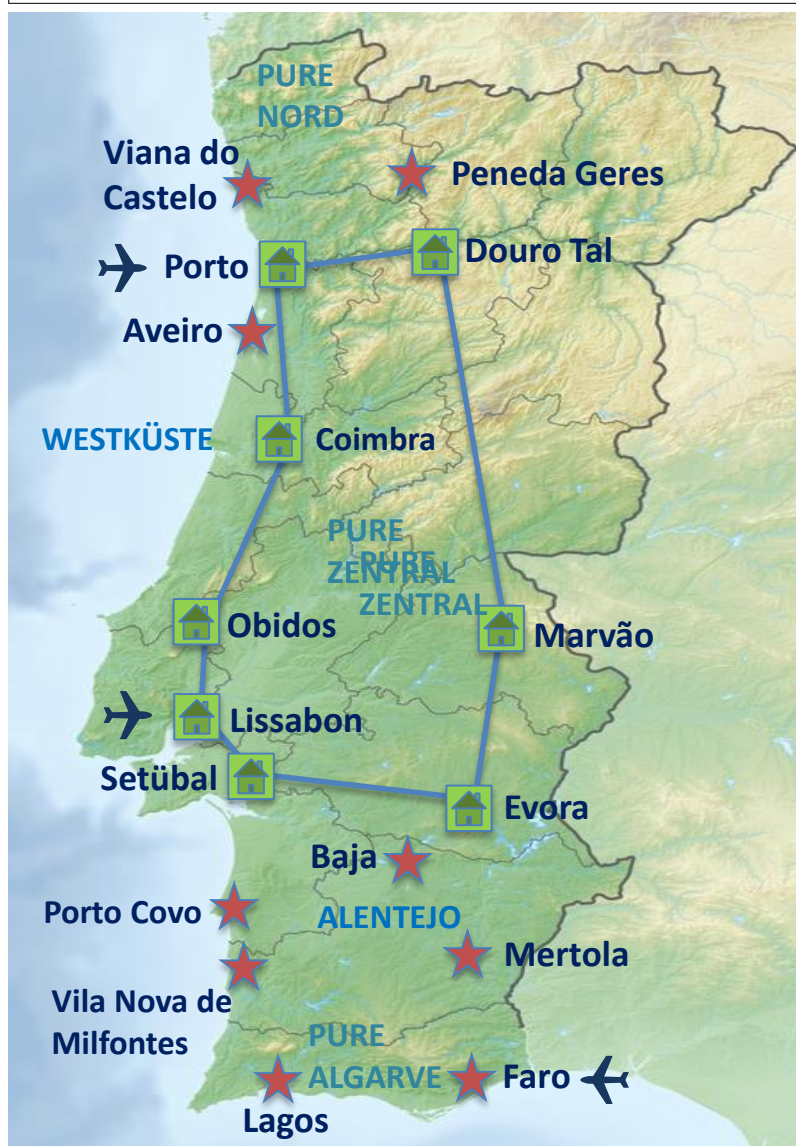 PURE
NORD
Viana do
Castelo
Peneda Geres
Porto
Douro Tal
Aveiro
WESTKÜSTE
Coimbra
PURE
ZENTRAL
PURE
ZENTRAL
Obidos
Marvão
Lissabon
Setübal
Evora
Baja
Porto Covo
ALENTEJO
Mertola
Vila Nova de
Milfontes
PURE
ALGARVE
Faro
Lagos